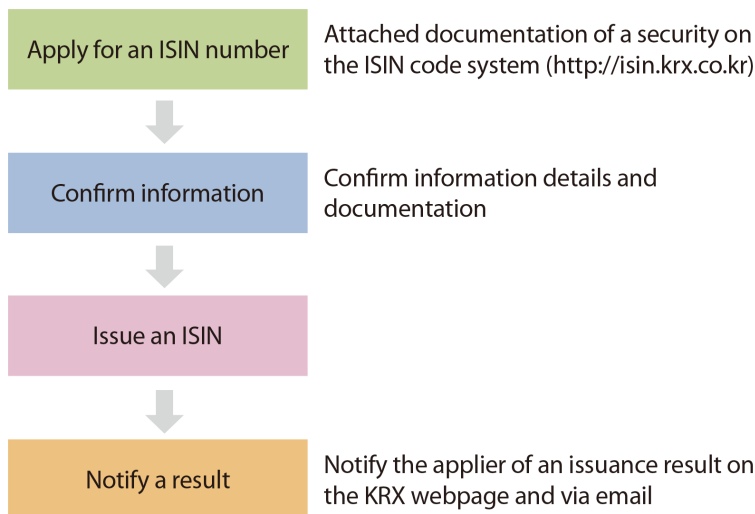 Apply for an ISIN number
Attached documentation of a security on
the ISIN code system (http://isin.krx.co.kr)
Confirm information
Confirm information details and
documentation
Issue an ISIN
Notify a result
Notify the applier of an issuance result on
the KRX webpage and via email